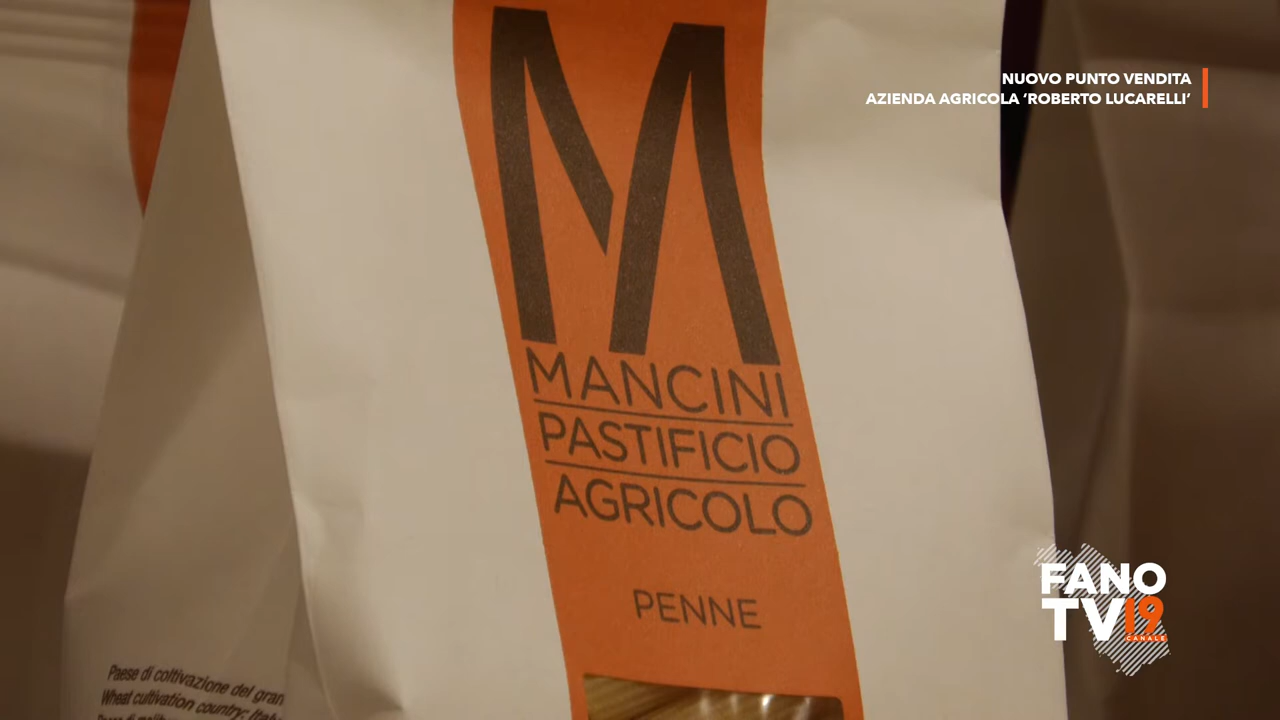 NUOVO PUNTO VENDITA
AZIENDA AGRICOLA ‘ROBERTO LUCARELLI’
M
MANCINI
PASTIFICIO
AGRICOLO
PENNE
FANO
TV19
CANALE
Paese di coltivazione del gran
Wheat cultivation country: Italy